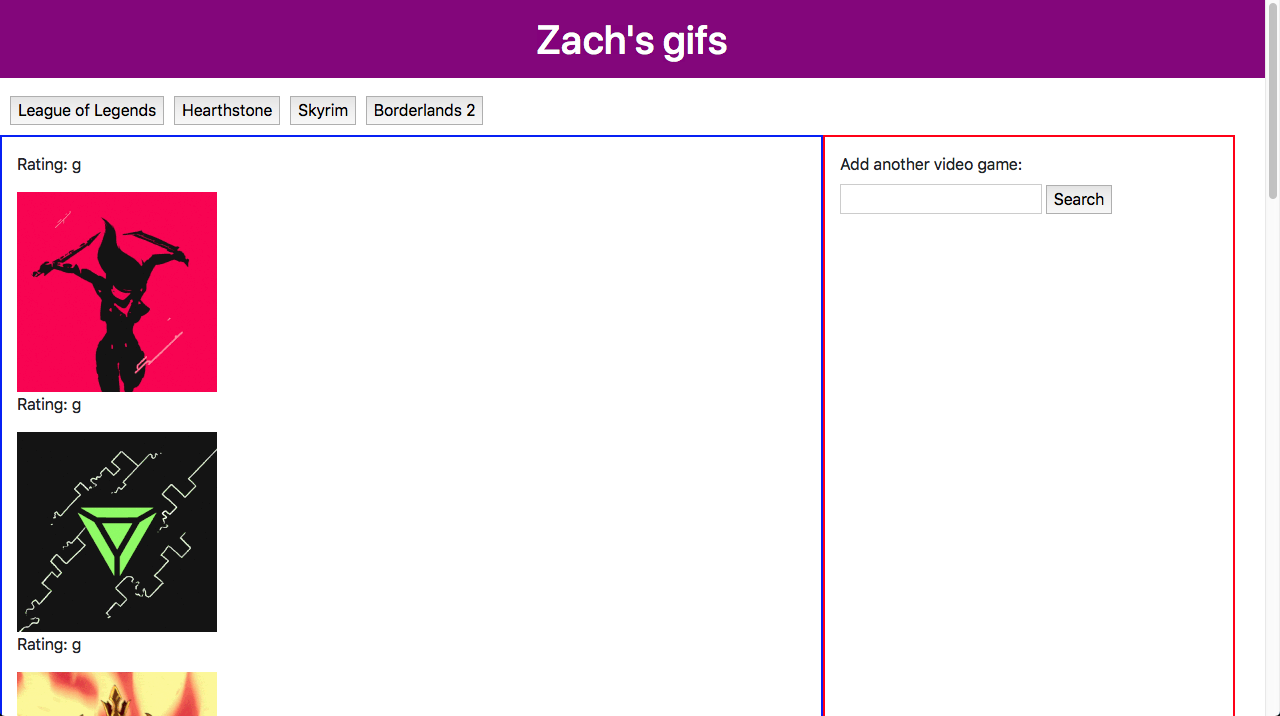 Zach's gifs
League of Legends Hearthstone Skyrim Borderlands 2
Rating: g
Rating: g
Rating: g
Add another video game:
Search